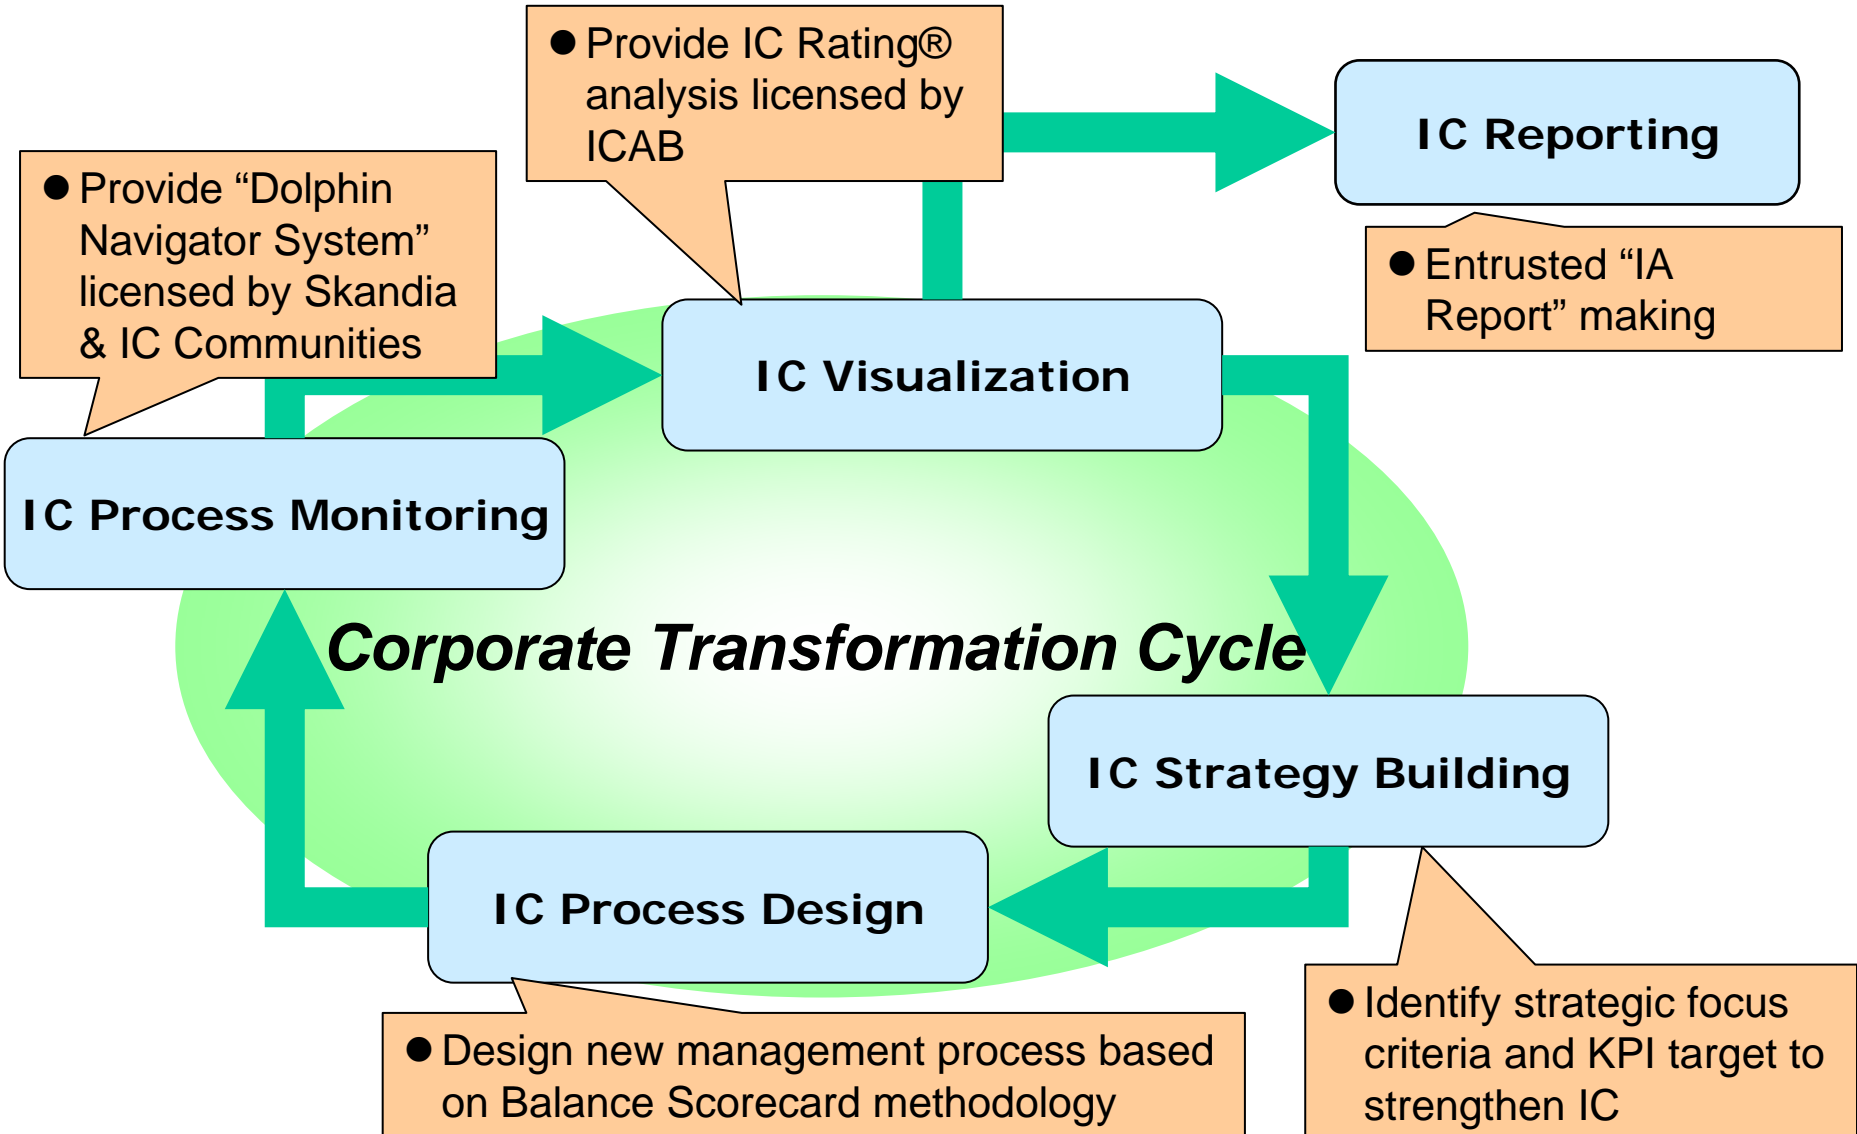 ● Provide IC Rating®
analysis licensed by
ICAB
IC Reporting
● Provide “Dolphin
Navigator System”
licensed by Skandia
& IC Communities
● Entrusted “IA
Report” making
IC Visualization
IC Process Monitoring
Corporate Transformation Cycle
IC Strategy Building
IC Process Design
● Identify strategic focus
criteria and KPI target to
strengthen IC
● Design new management process based
on Balance Scorecard methodology